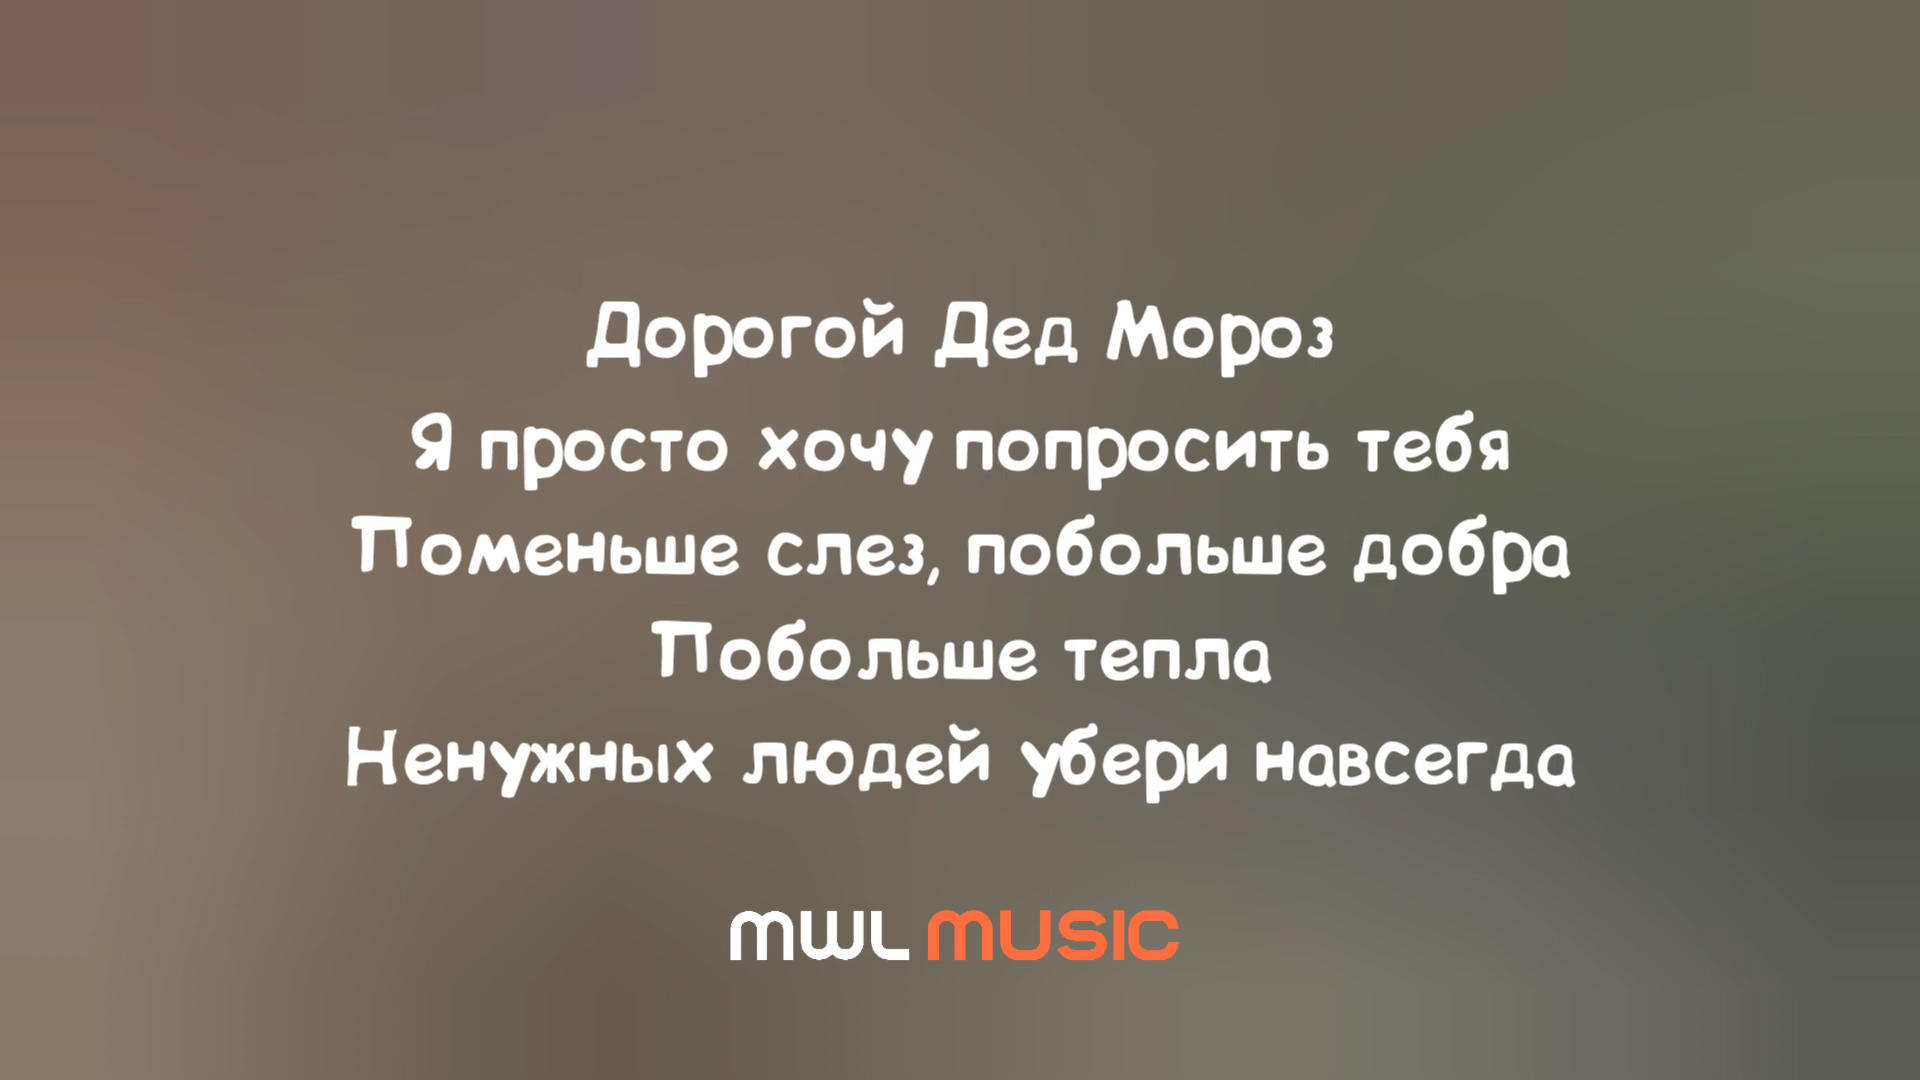 Дорогой Дед Мороз
Я просто хочу попросить тебя
Поменьше слез, побольше добра
Побольше тепла
Ненужных людей убери навсегда
MWL MUSIC